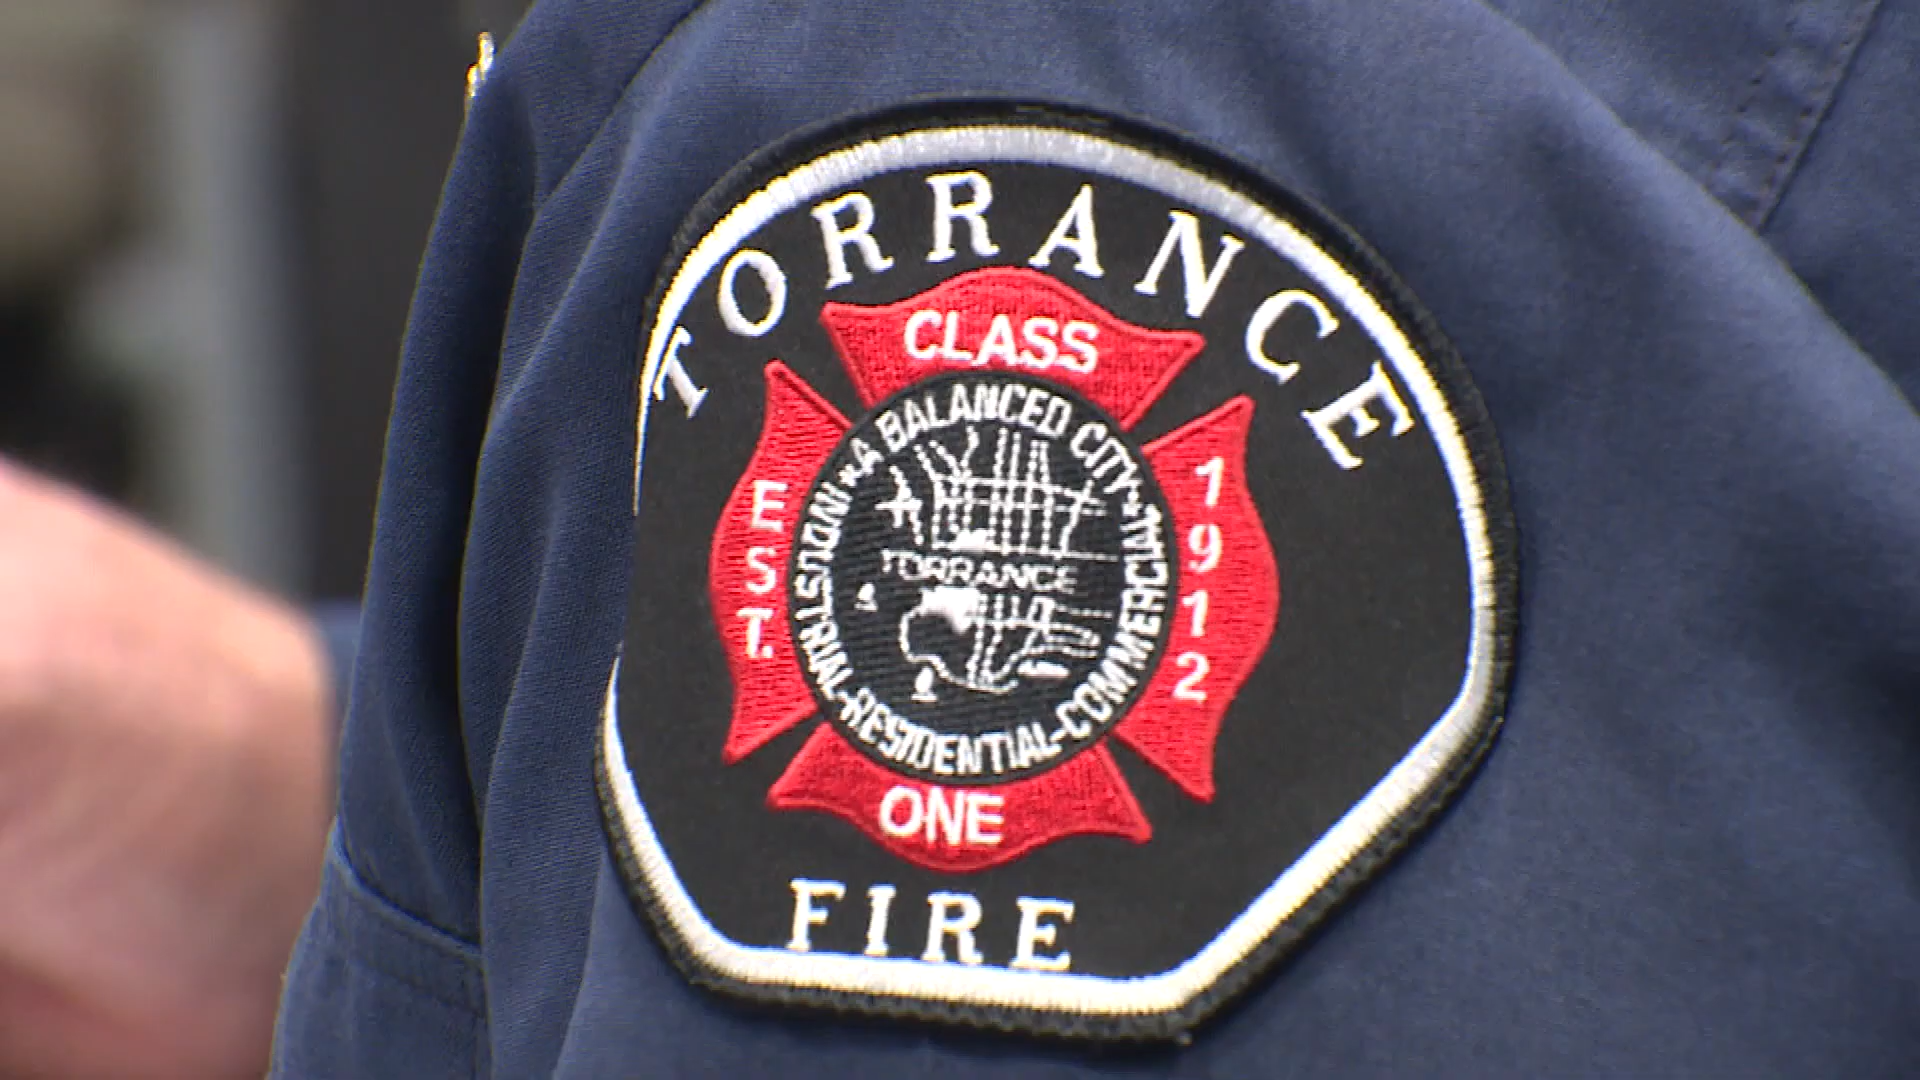 TORRANCE
CLASS
A BALANCED CITY
INDUSTRIAL-RESIDENTIAL-COMMERCIAL
EST.
TORRANCE
1912
ONE
FIRE